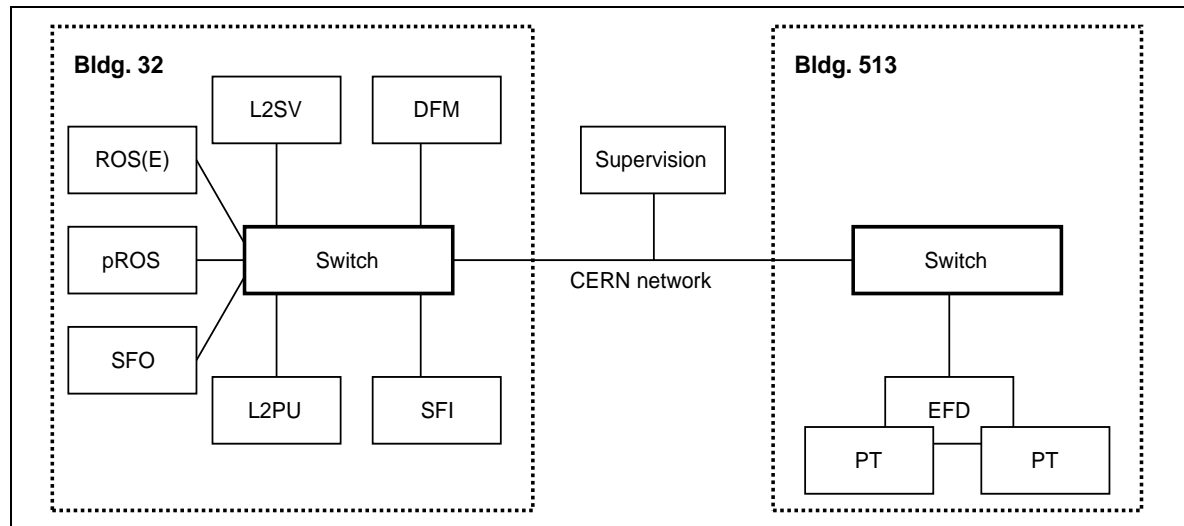 Bldg. 32
L2SV
DFM
ROS(E)
pROS
Switch
SFO
L2PU
SFI
Supervision
CERN network
Bldg. 513
Switch
EFD
PT
PT